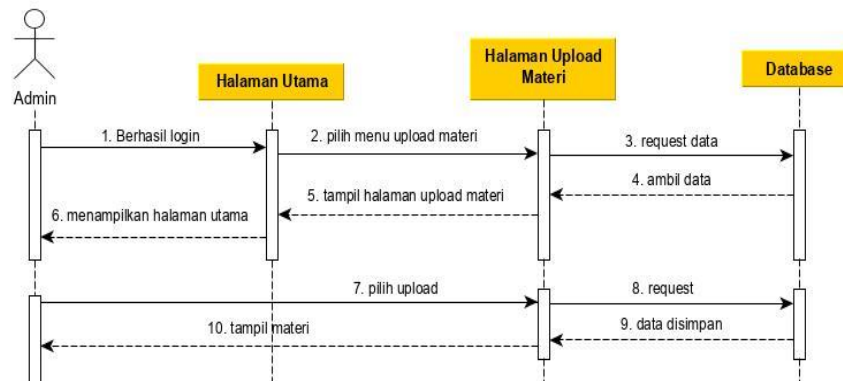 Halaman Upload
Materi
Halaman Utama
Database
Admin
1. Berhasil login
2. pilih menu upload materi
3. request data
4. ambil data
5. tampil halaman upload materi
6. menampilkan halaman utama
7. pilih upload
8. request
9. data disimpan
10. tampil materi